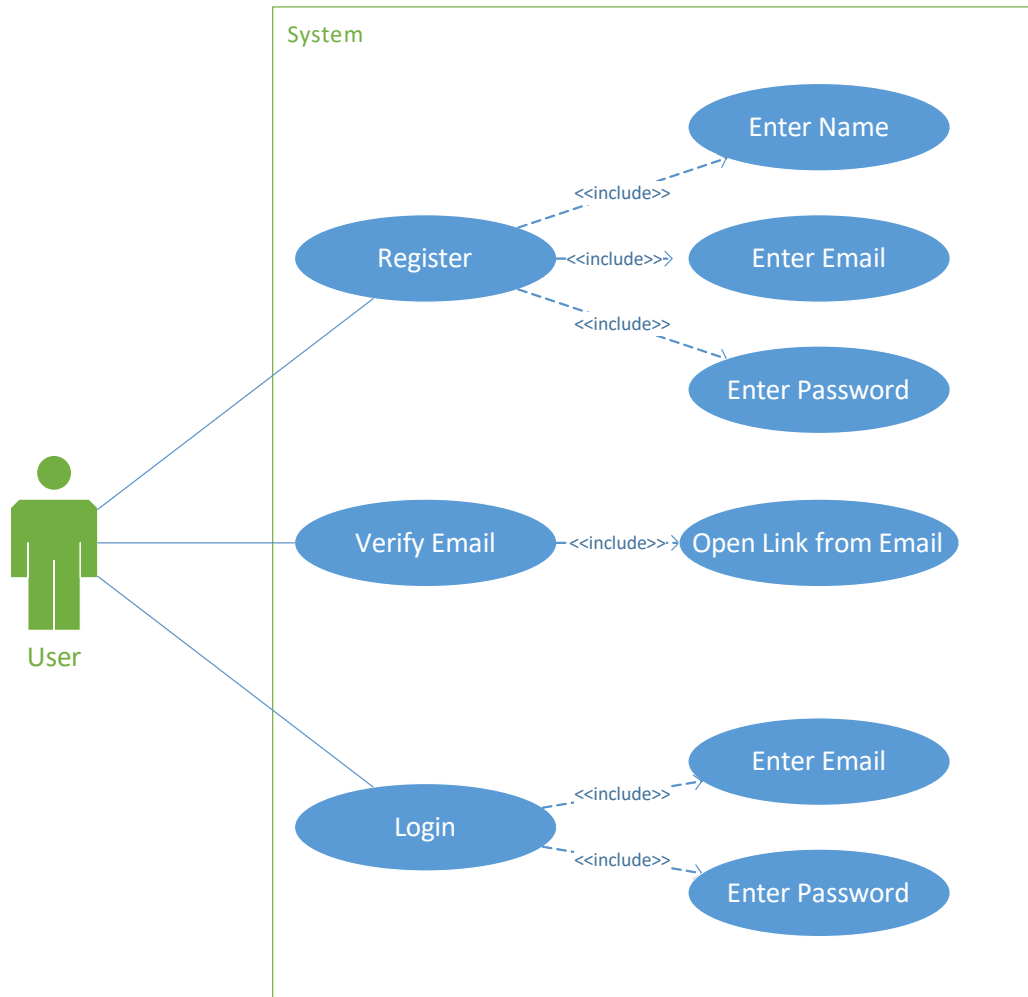 System
Enter Name
<<include>>
Register
<<include>>
Enter Email
<<include>>
Enter Password
User
Verify Email
<<include>>
Open Link from Email
Enter Email
<<include>>
Login
<<include>>
Enter Password